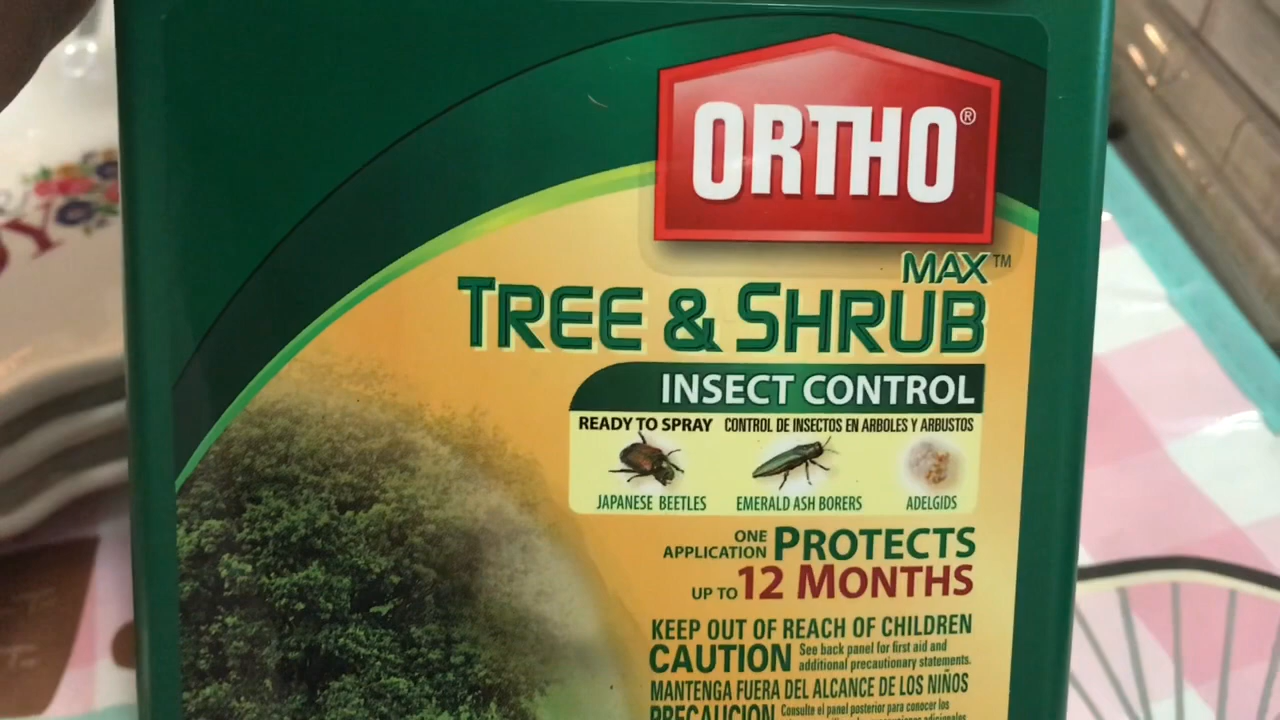 ORTHO®
MAX™
TREE & SHRUB
INSECT CONTROL
READY TO SPRAY CONTROL DE INSECTOS EN ARBOLES Y ARBUSTOS
JAPANESE BEETLES EMERALD ASH BORERS ADELGIDS
ONE APPLICATION PROTECTS
UP TO 12 MONTHS
KEEP OUT OF REACH OF CHILDREN
CAUTION See back panel for first aid and
additional precautionary statements.
MANTENGA FUERA DEL ALCANCE DE LOS NIÑOS
PRECAUCION Consulte el panel posterior para conocer los